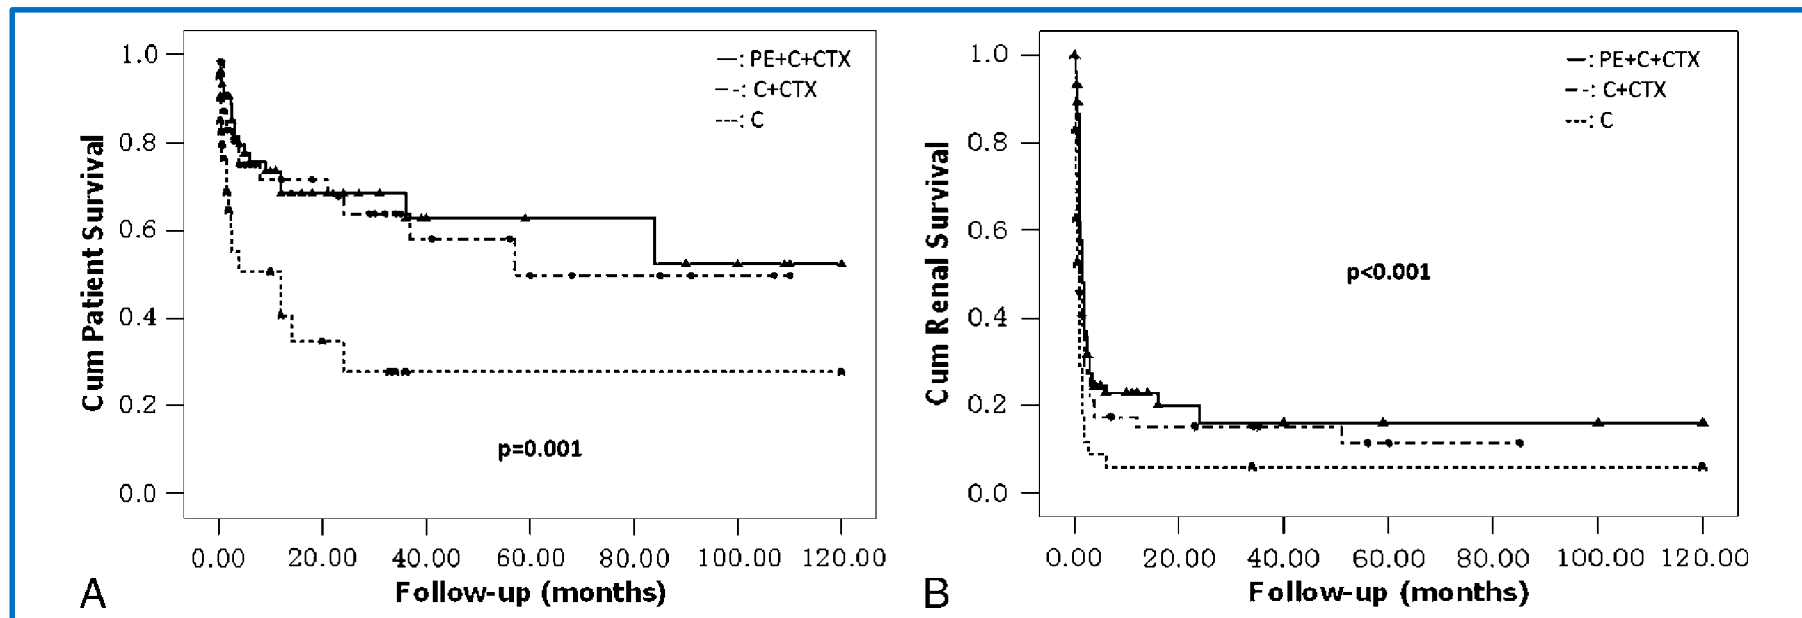 1.0
0.8
0.6
0.4
0.2
0.0
Cum Patient Survival
—: PE+C+CTX
--: C+CTX
---: C
p=0.001
0.00 20.00 40.00 60.00 80.00 100.00 120.00
Follow-up (months)
A
1.0
0.8
0.6
0.4
0.2
0.0
Cum Renal Survival
—: PE+C+CTX
--: C+CTX
---: C
p<0.001
0.00 20.00 40.00 60.00 80.00 100.00 120.00
Follow-up (months)
B